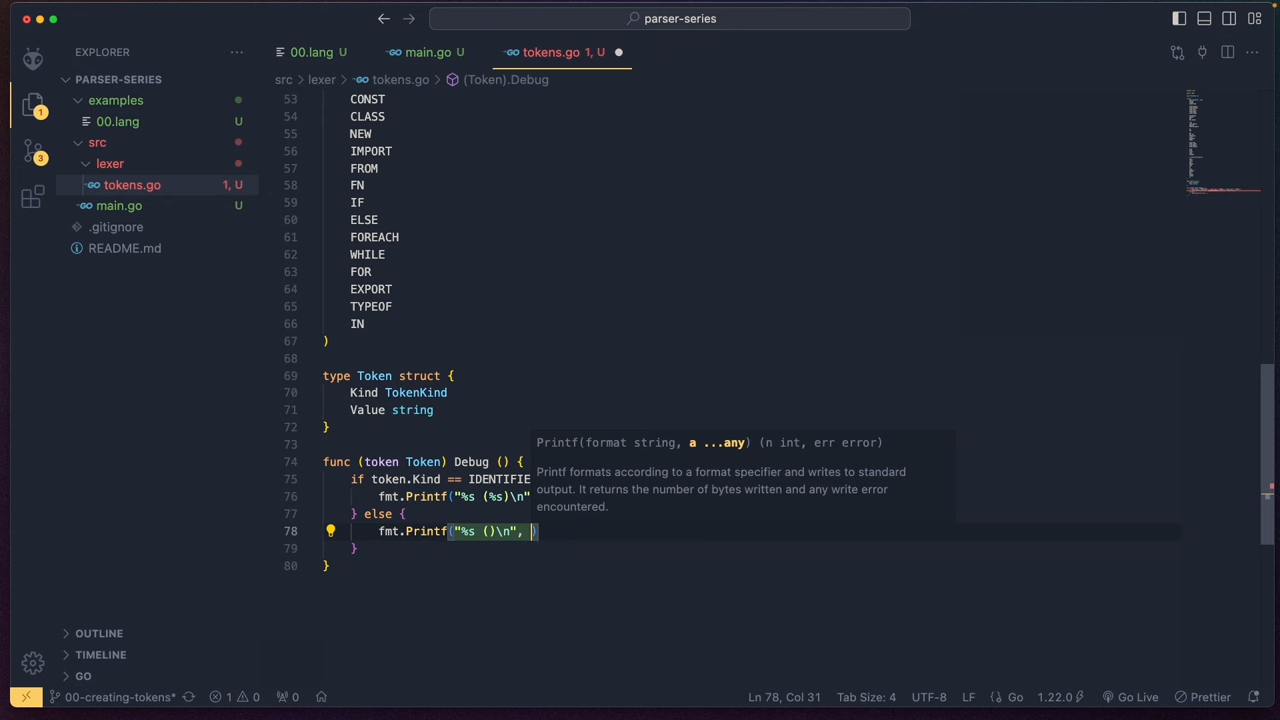 parser-series
EXPLORER
PARSER-SERIES
examples
00.lang U
src
lexer
tokens.go 1, U
main.go U
.gitignore
README.md
OUTLINE
TIMELINE
GO
1
3
00.lang U
main.go U
tokens.go 1, U
src > lexer > tokens.go > (Token).Debug
53 CONST
54 CLASS
55 NEW
56 IMPORT
57 FROM
58 FN
59 IF
60 ELSE
61 FOREACH
62 WHILE
63 FOR
64 EXPORT
65 TYPEOF
66 IN
67 )
68
69 type Token struct {
70 Kind TokenKind
71 Value string
72 }
73
74 func (token Token) Debug () {
75 if token.Kind == IDENTIFIE
76 fmt.Printf("%s (%s)\n"
77 } else {
78 fmt.Printf("%s ()\n", )
79 }
80 }
Printf(format string, a ...any) (n int, err error)
Printf formats according to a format specifier and writes to standard
output. It returns the number of bytes written and any write error
encountered.
00-creating-tokens* 1 0 0 Ln 78, Col 31 Tab Size: 4 UTF-8 LF Go 1.22.0 Go Live Prettier